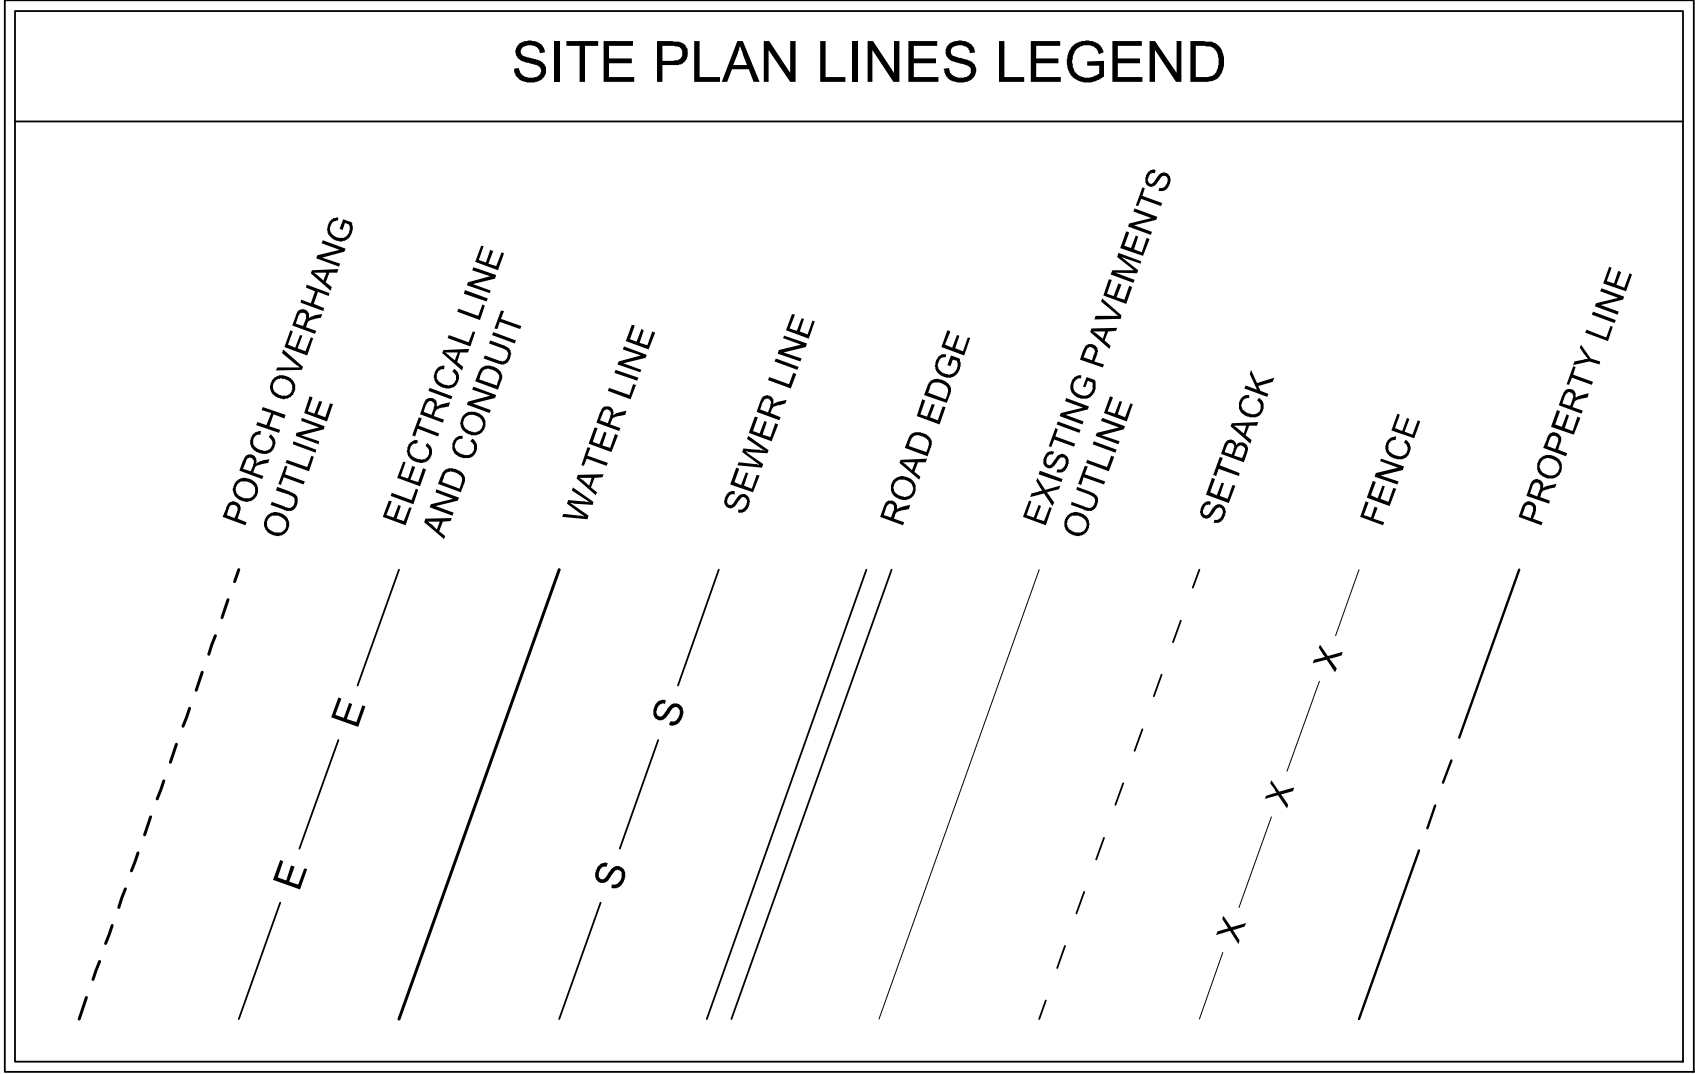 SITE PLAN LINES LEGEND
PORCH OVERHANG
OUTLINE
ELECTRICAL LINE
AND CONDUIT
WATER LINE
SEWER LINE
ROAD EDGE
EXISTING PAVEMENTS
OUTLINE
SETBACK
FENCE
PROPERTY LINE
E
E
S
S
X
X
X